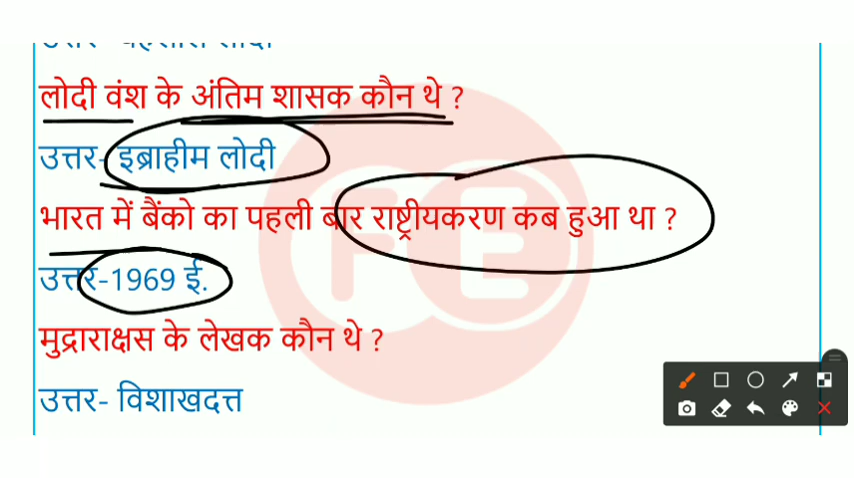 लोदी वंश के अंतिम शासक कौन थे ?
उत्तर- इब्राहीम लोदी
भारत में बैंको का पहली बार राष्ट्रीयकरण कब हुआ था ?
उत्तर-1969 ई.
मुद्राराक्षस के लेखक कौन थे ?
उत्तर- विशाखदत्त